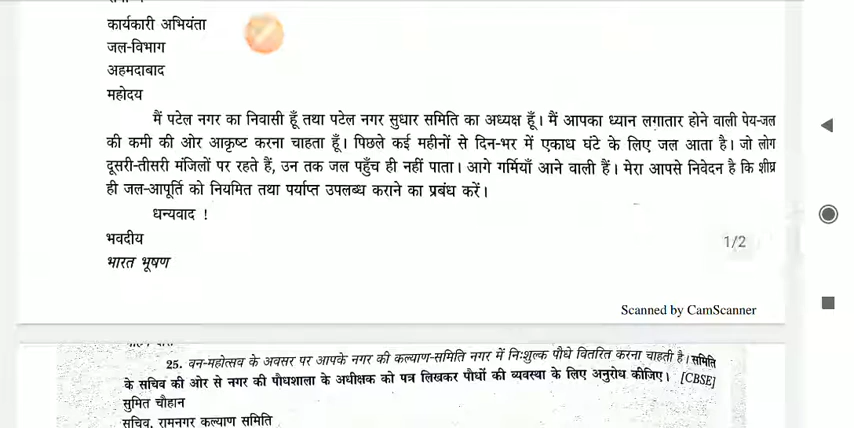 कार्यकारी अभियंता
जल-विभाग
अहमदाबाद
महोदय
मैं पटेल नगर का निवासी हूँ तथा पटेल नगर सुधार समिति का अध्यक्ष हूँ। मैं आपका ध्यान लगातार होने वाली पेय-जल
की कमी की ओर आकृष्ट करना चाहता हूँ। पिछले कई महीनों से दिन-भर में एकाध घंटे के लिए जल आता है। जो लोग
दूसरी-तीसरी मंजिलों पर रहते हैं, उन तक जल पहुँच ही नहीं पाता। आगे गर्मियाँ आने वाली हैं। मेरा आपसे निवेदन है कि शीघ्र
ही जल-आपूर्ति को नियमित तथा पर्याप्त उपलब्ध कराने का प्रबंध करें।
धन्यवाद !
भवदीय
1/2
भारत भूषण
Scanned by CamScanner
25. वन-महोत्सव के अवसर पर आपके नगर की कल्याण-समिति नगर में निःशुल्क पौधे वितरित करना चाहती है। समिति
के सचिव की ओर से नगर की पौधशाला के अधीक्षक को पत्र लिखकर पौधों की व्यवस्था के लिए अनुरोध कीजिए। [CBSE]
सुमित चौहान
सचिव, रामनगर कल्याण समिति